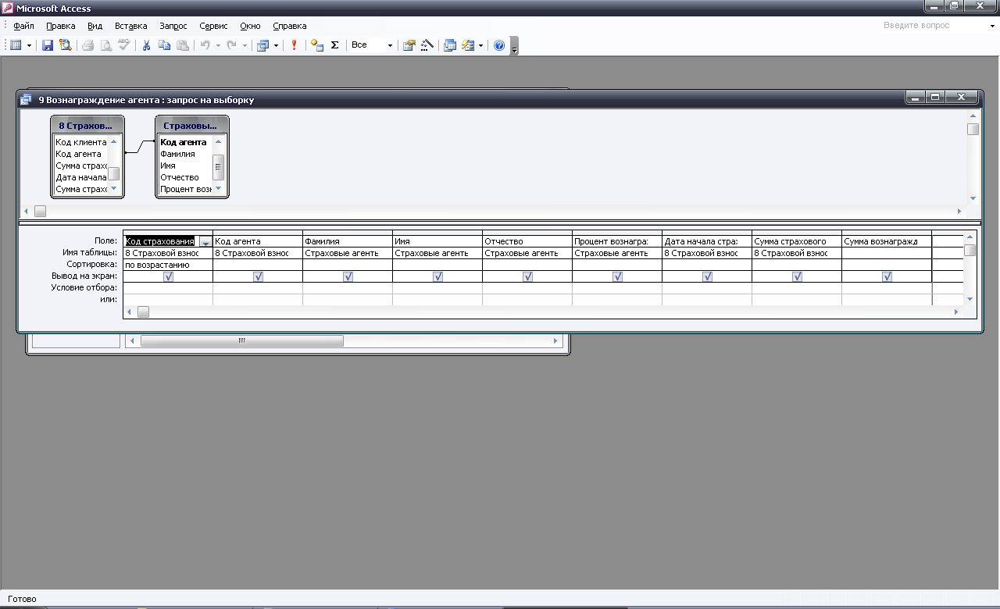 Microsoft Access
Файл Правка Вид Вставка Запрос Сервис Окно Справка Введите вопрос
Все
9 Вознаграждение агента : запрос на выборку
8 Страхов... Страховы...
Код клиента Код агента
Код агента Фамилия
Сумма страхо Имя
Дата начала Отчество
Сумма страхо Процент возн
Поле: Код страхования Код агента Фамилия Имя Отчество Процент вознагра: Дата начала стра: Сумма страхового Сумма вознагражд
Имя таблицы: 8 Страховой взнос 8 Страховой взнос Страховые агенты Страховые агенты Страховые агенты Страховые агенты 8 Страховой взнос 8 Страховой взнос
Сортировка: по возрастанию
Вывод на экран:
Условие отбора:
или:
Готово